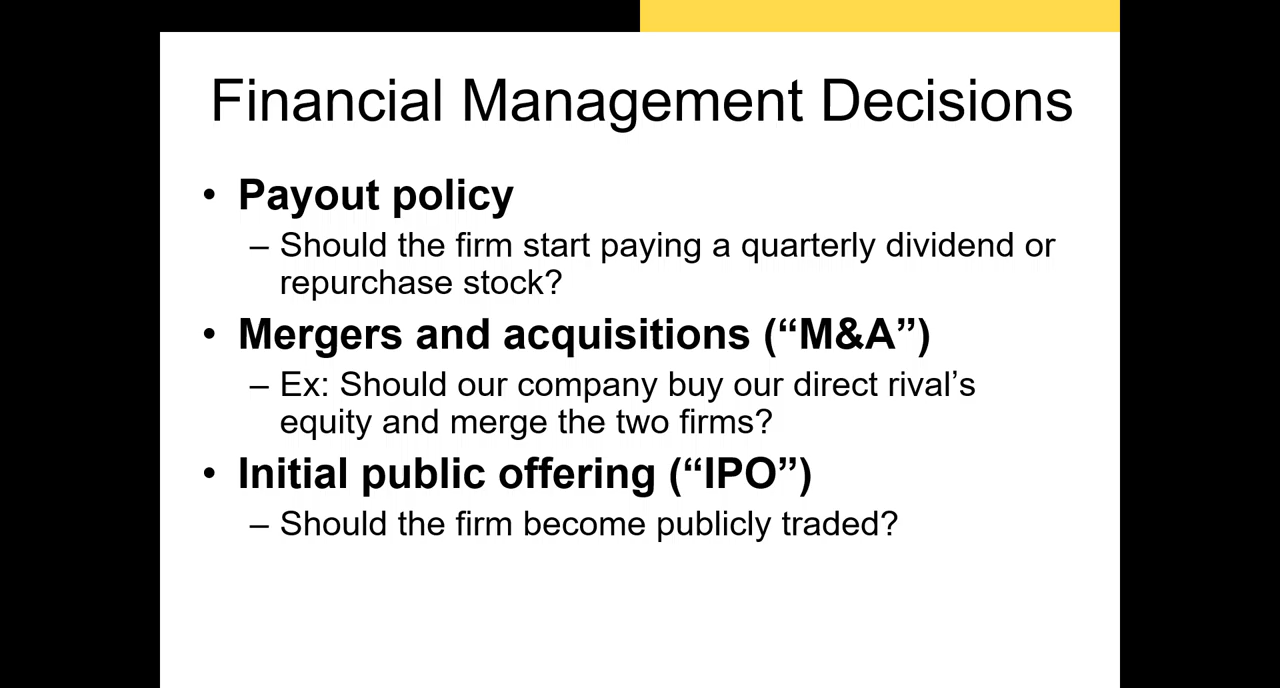 Financial Management Decisions
• Payout policy
– Should the firm start paying a quarterly dividend or
repurchase stock?
• Mergers and acquisitions (“M&A”)
– Ex: Should our company buy our direct rival’s
equity and merge the two firms?
• Initial public offering (“IPO”)
– Should the firm become publicly traded?